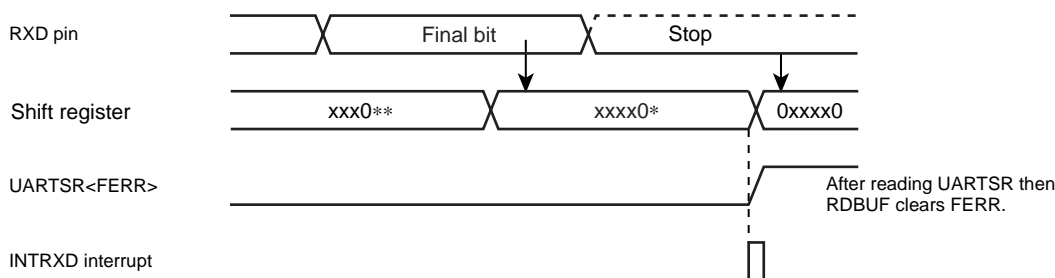 RXD pin
Final bit
Stop
Shift register
xxx0**
xxxx0*
0xxxx0
UARTSR<FERR>
After reading UARTSR then
RDBUF clears FERR.
INTRXD interrupt